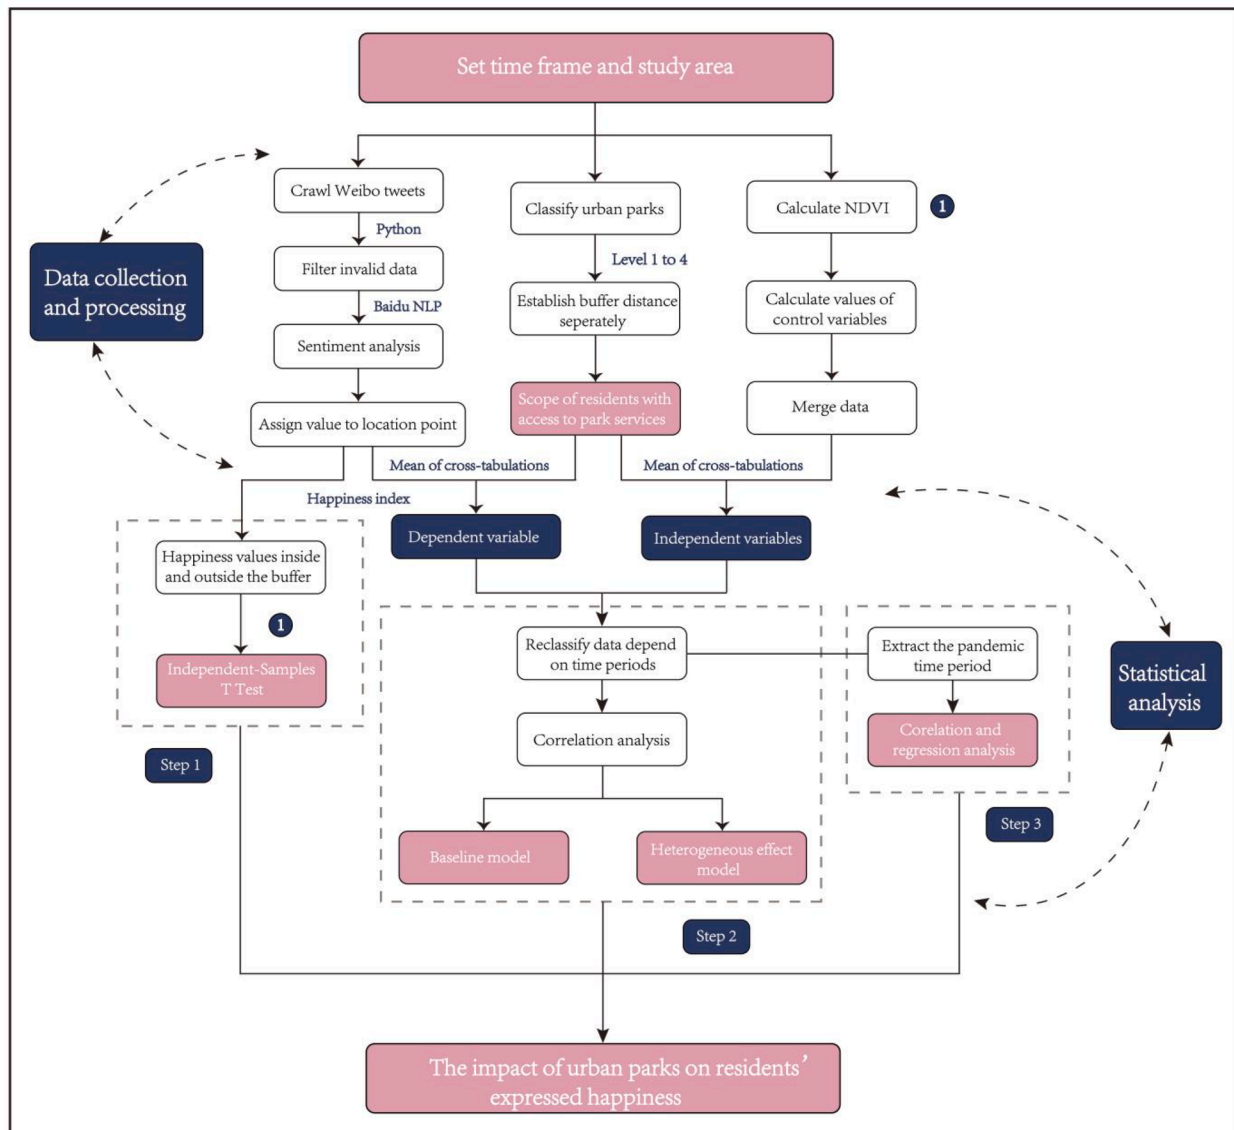 Set time frame and study area
Crawl Weibo tweets
Classify urban parks
Calculate NDVI
1
Python
Level 1 to 4
Data collection
and processing
Filter invalid data
Baidu NLP
Establish buffer distance
seperately
Calculate values of
control variables
Sentiment analysis
Scope of residents with
access to park services
Merge data
Assign value to location point
Mean of cross-tabulations
Mean of cross-tabulations
Happiness index
Dependent variable
Independent variables
Happiness values inside
and outside the buffer
1
Independent-Samples
T Test
Step 1
Reclassify data depend
on time periods
Extract the pandemic
time period
Correlation analysis
Corelation and
regression analysis
Statistical
analysis
Baseline model
Heterogeneous effect
model
Step 3
Step 2
The impact of urban parks on residents’
expressed happiness